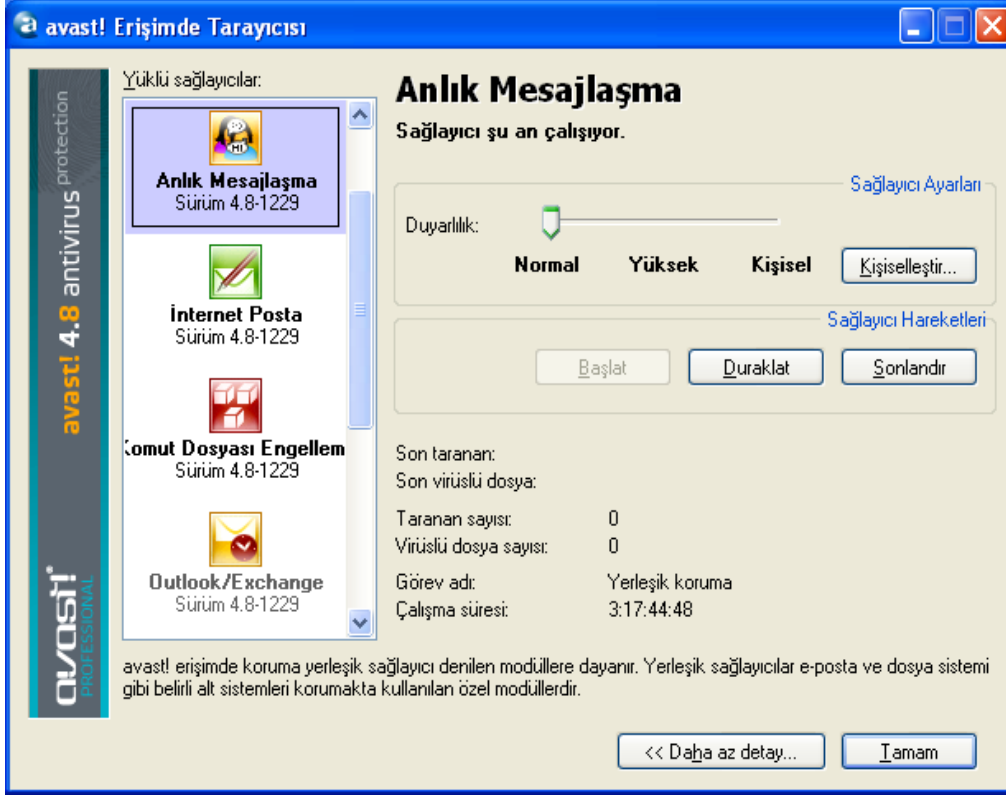 avast! Erişimde Tarayıcısı
avast! 4.8 antivirus protection
avast! PROFESSIONAL
Yüklü sağlayıcılar:
Anlık Mesajlaşma
Sürüm 4.8-1229
İnternet Posta
Sürüm 4.8-1229
Komut Dosyası Engellem
Sürüm 4.8-1229
Outlook/Exchange
Sürüm 4.8-1229
Anlık Mesajlaşma
Sağlayıcı şu an çalışıyor.
Sağlayıcı Ayarları
Duyarlılık:
Normal Yüksek Kişisel Kişiselleştir...
Sağlayıcı Hareketleri
Başlat Duraklat Sonlandır
Son taranan:
Son virüslü dosya:
Taranan sayısı: 0
Virüslü dosya sayısı: 0
Görev adı: Yerleşik koruma
Çalışma süresi: 3:17:44:48
avast! erişimde koruma yerleşik sağlayıcı denilen modüllere dayanır. Yerleşik sağlayıcılar e-posta ve dosya sistemi
gibi belirli alt sistemleri korumakta kullanılan özel modüllerdir.
<< Daha az detay... Tamam